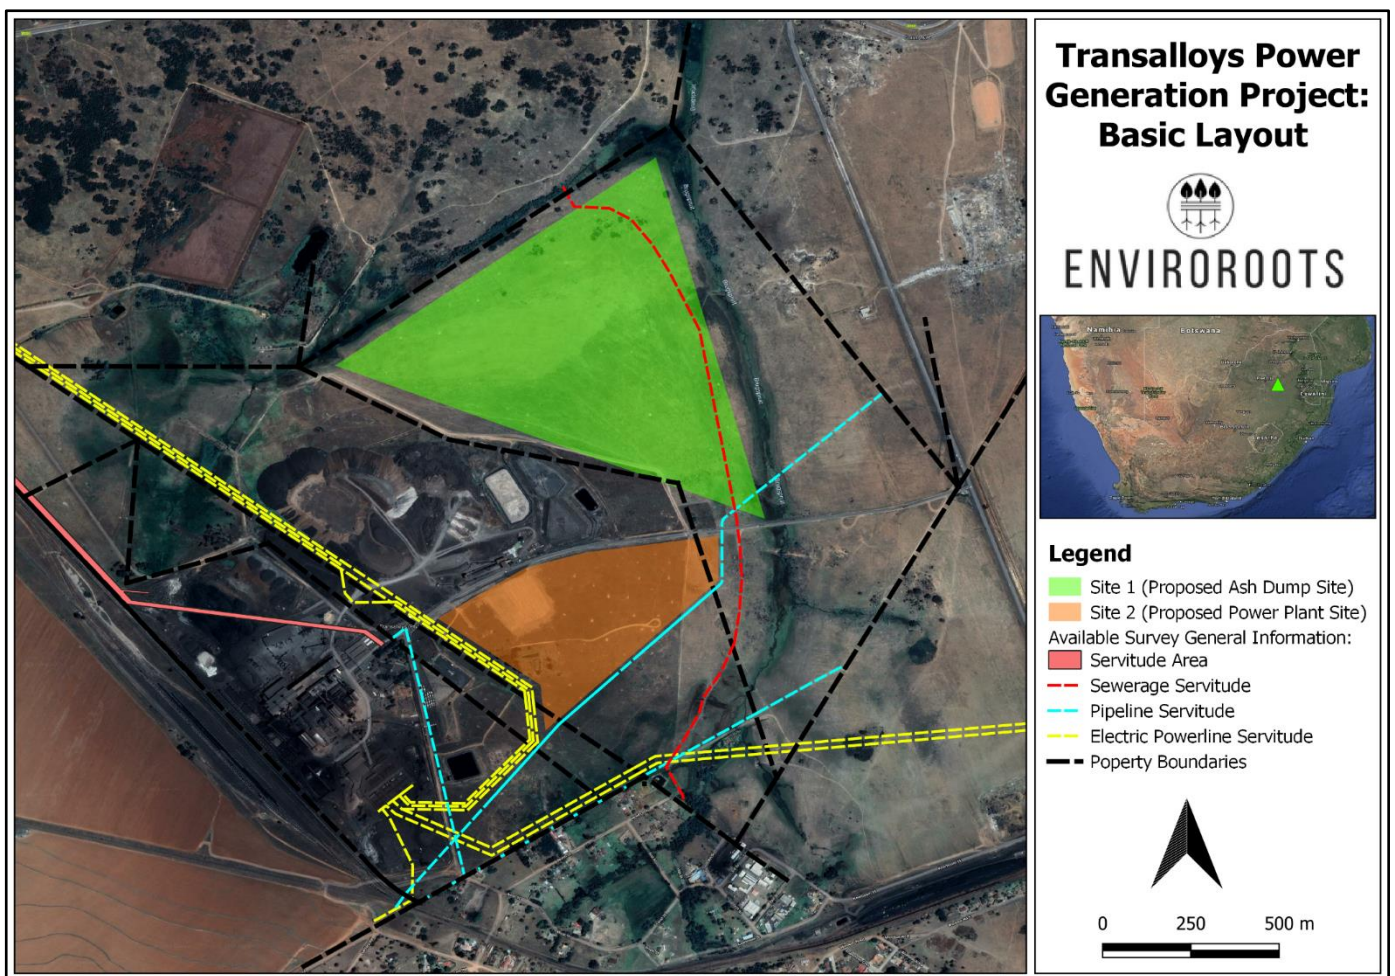 Transalloys Power
Generation Project:
Basic Layout
ENVIROROOTS
Namibia
Botswana
Legend
Site 1 (Proposed Ash Dump Site)
Site 2 (Proposed Power Plant Site)
Available Survey General Information:
Servitude Area
Sewerage Servitude
Pipeline Servitude
Electric Powerline Servitude
Poperty Boundaries
0 250 500 m